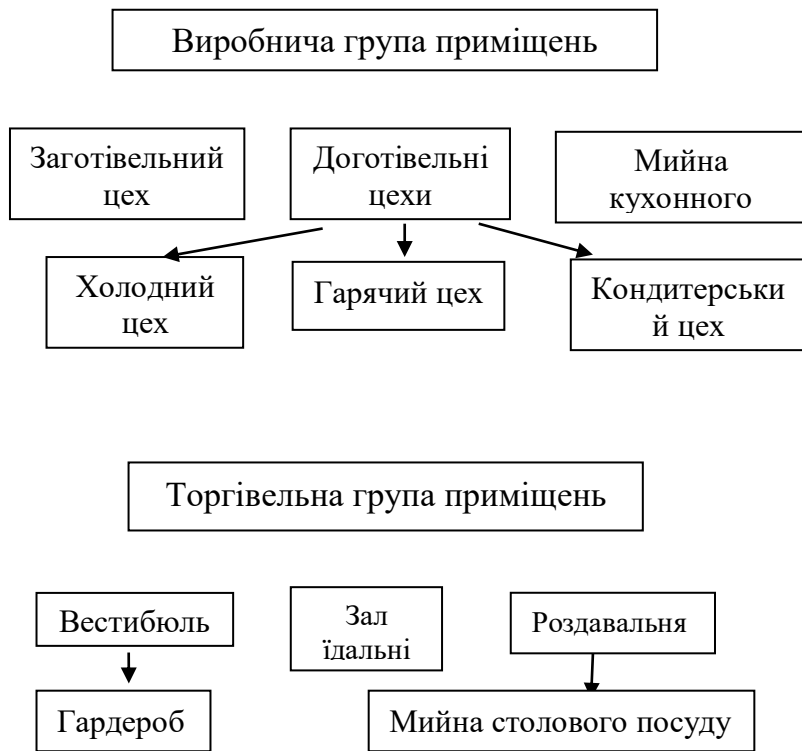 Виробнича група приміщень
Заготівельний
цех
Доготівельні
цехи
Мийна
кухонного
Холодний
цех
Гарячий цех
Кондитерськи
й цех
Торгівельна група приміщень
Вестибюль
Зал
їдальні
Роздавальня
Гардероб
Мийна столового посуду